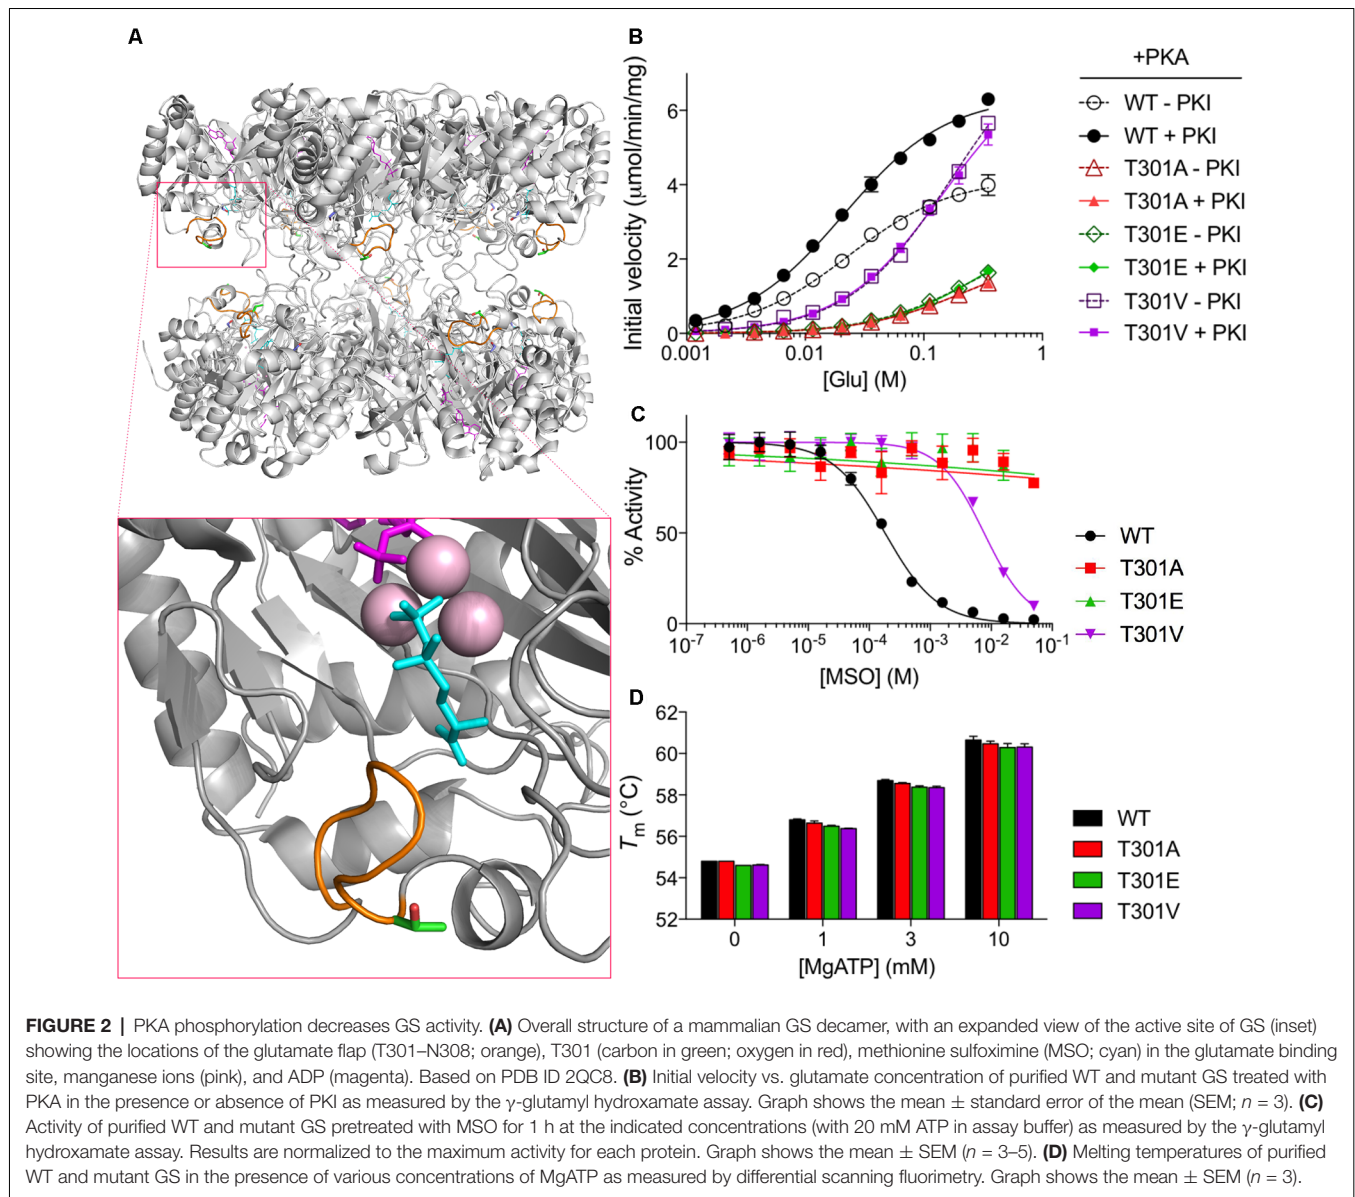 A
B
Initial velocity (μmol/min/mg)
6
4
2
0
0.001
0.01
0.1
1
[Glu] (M)
+PKA
WT - PKI
WT + PKI
T301A - PKI
T301A + PKI
T301E - PKI
T301E + PKI
T301V - PKI
T301V + PKI
C
% Activity
100
50
0
10-7
10-6
10-5
10-4
10-3
10-2
10-1
[MSO] (M)
WT
T301A
T301E
T301V
D
Tm (°C)
62
60
58
56
54
52
0
1
3
10
[MgATP] (mM)
WT
T301A
T301E
T301V
FIGURE 2 | PKA phosphorylation decreases GS activity. (A) Overall structure of a mammalian GS decamer, with an expanded view of the active site of GS (inset)
showing the locations of the glutamate flap (T301–N308; orange), T301 (carbon in green; oxygen in red), methionine sulfoximine (MSO; cyan) in the glutamate binding
site, manganese ions (pink), and ADP (magenta). Based on PDB ID 2QC8. (B) Initial velocity vs. glutamate concentration of purified WT and mutant GS treated with
PKA in the presence or absence of PKI as measured by the γ-glutamyl hydroxamate assay. Graph shows the mean ± standard error of the mean (SEM; n = 3). (C)
Activity of purified WT and mutant GS pretreated with MSO for 1 h at the indicated concentrations (with 20 mM ATP in assay buffer) as measured by the γ-glutamyl
hydroxamate assay. Results are normalized to the maximum activity for each protein. Graph shows the mean ± SEM (n = 3–5). (D) Melting temperatures of purified
WT and mutant GS in the presence of various concentrations of MgATP as measured by differential scanning fluorimetry. Graph shows the mean ± SEM (n = 3).